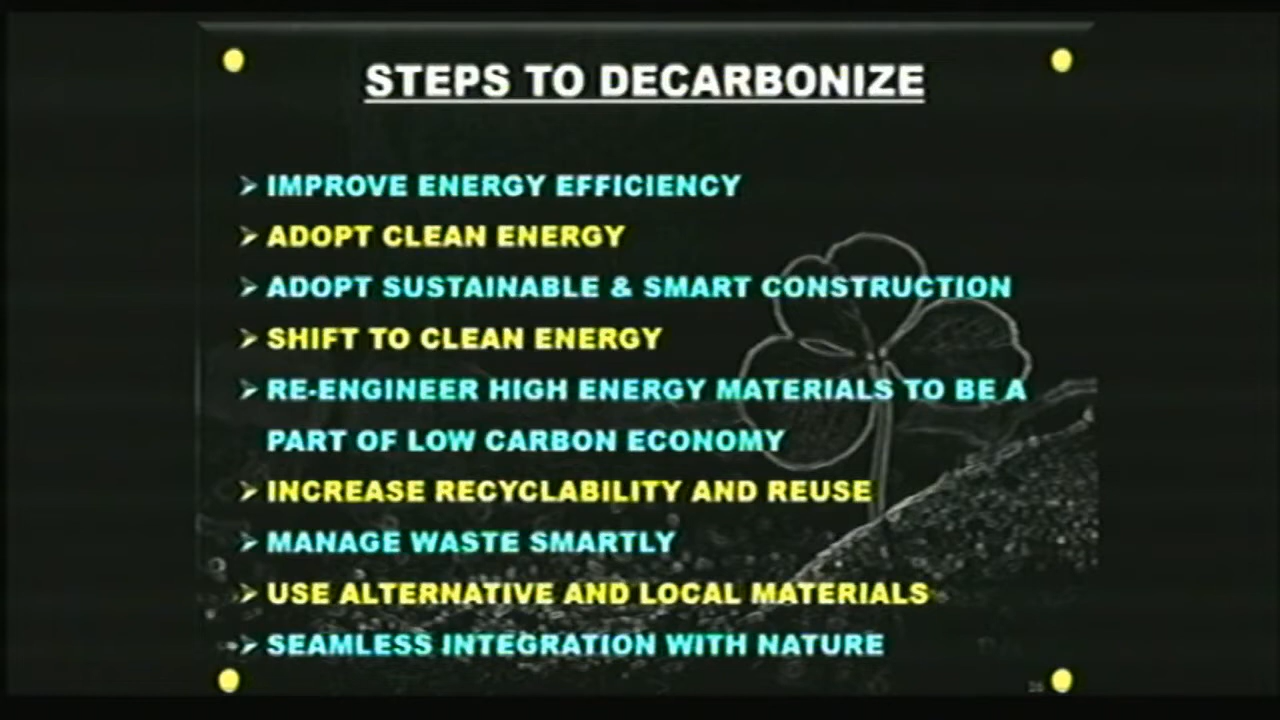 STEPS TO DECARBONIZE
➢ IMPROVE ENERGY EFFICIENCY
➢ ADOPT CLEAN ENERGY
➢ ADOPT SUSTAINABLE & SMART CONSTRUCTION
➢ SHIFT TO CLEAN ENERGY
➢ RE-ENGINEER HIGH ENERGY MATERIALS TO BE A
PART OF LOW CARBON ECONOMY
➢ INCREASE RECYCLABILITY AND REUSE
➢ MANAGE WASTE SMARTLY
➢ USE ALTERNATIVE AND LOCAL MATERIALS
➢ SEAMLESS INTEGRATION WITH NATURE